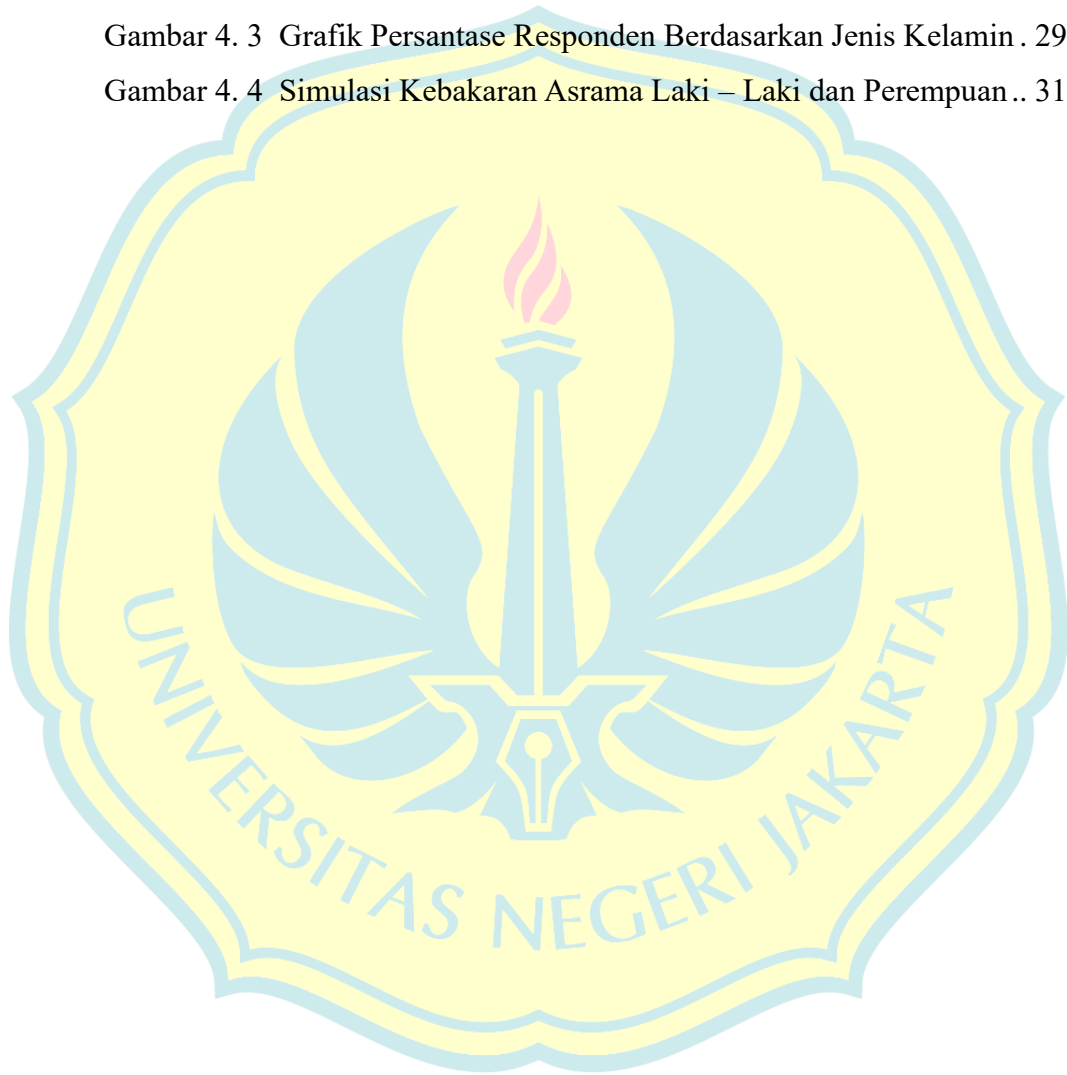 Gambar 4. 3  Grafik Persantase Responden Berdasarkan Jenis Kelamin . 29
Gambar 4. 4  Simulasi Kebakaran Asrama Laki – Laki dan Perempuan .. 31
UNIVERSITAS NEGERI JAKARTA